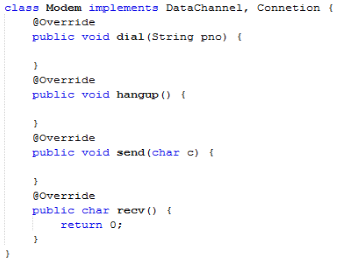 class Modem implements DataChannel, Connetion {
    @Override
    public void dial(String pno) {

    }
    @Override
    public void hangup() {

    }
    @Override
    public void send(char c) {

    }
    @Override
    public char recv() {
        return 0;
    }
}